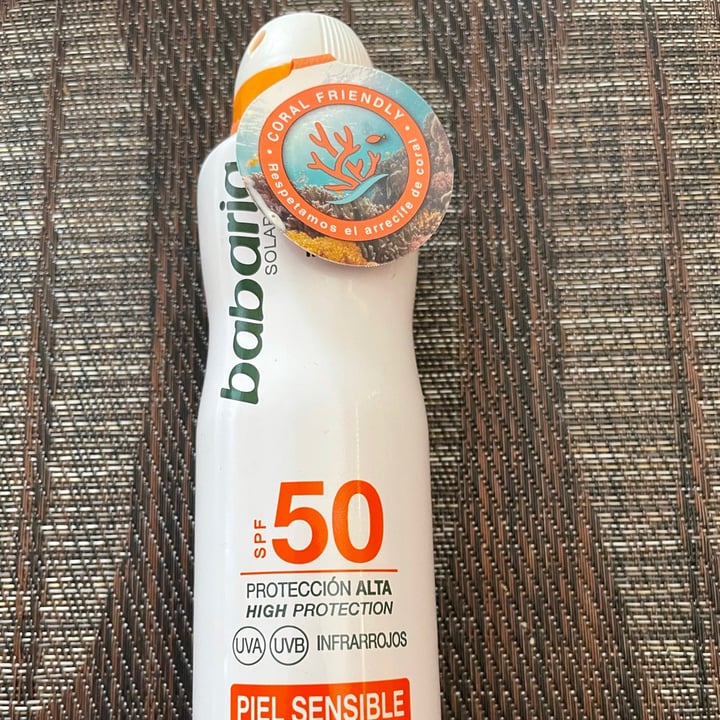 • CORAL FRIENDLY •
Respetamos el arrecife de coral
babaria
SPF 50
PROTECCIÓN ALTA
HIGH PROTECTION
UVA UVB INFRARROJOS
PIEL SENSIBLE